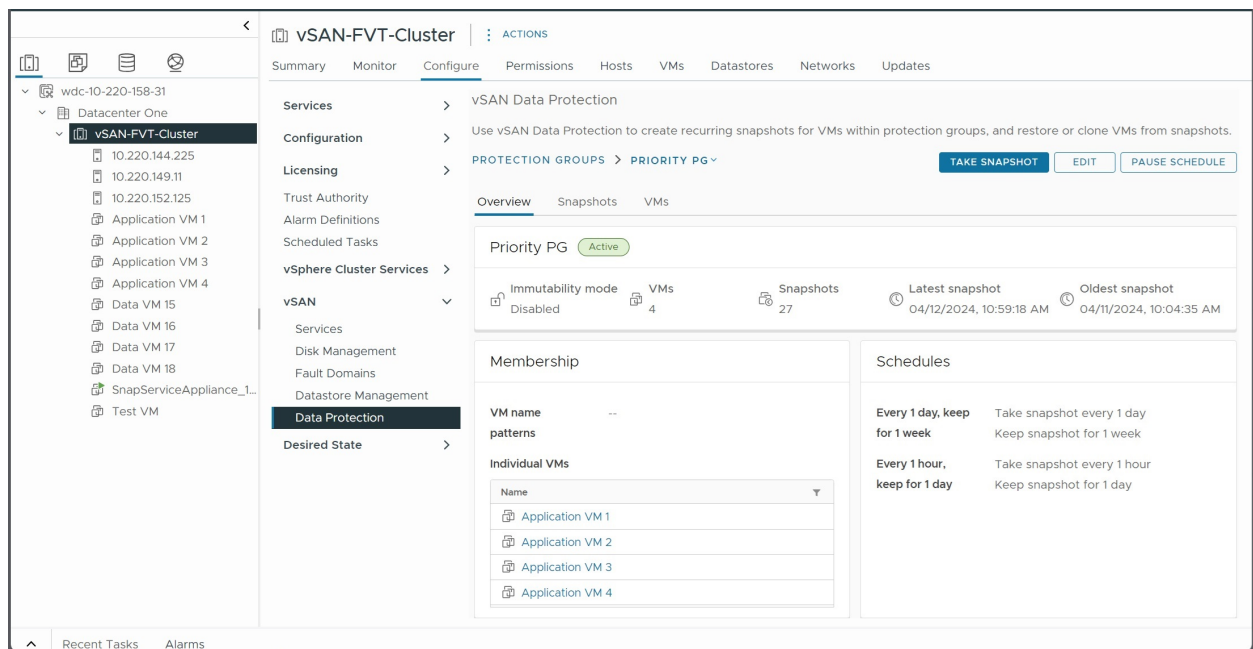 vSAN-FVT-Cluster
ACTIONS
Summary Monitor Configure Permissions Hosts VMs Datastores Networks Updates
wdc-10-220-158-31
Datacenter One
vSAN-FVT-Cluster
10.220.144.225
10.220.149.11
10.220.152.125
Application VM 1
Application VM 2
Application VM 3
Application VM 4
Data VM 15
Data VM 16
Data VM 17
Data VM 18
SnapServiceAppliance_1...
Test VM
Services
Configuration
Licensing
Trust Authority
Alarm Definitions
Scheduled Tasks
vSphere Cluster Services
vSAN
Services
Disk Management
Fault Domains
Datastore Management
Data Protection
Desired State
vSAN Data Protection
Use vSAN Data Protection to create recurring snapshots for VMs within protection groups, and restore or clone VMs from snapshots.
PROTECTION GROUPS > PRIORITY PG
TAKE SNAPSHOT EDIT PAUSE SCHEDULE
Overview Snapshots VMs
Priority PG Active
Immutability mode
Disabled
VMs
4
Snapshots
27
Latest snapshot
04/12/2024, 10:59:18 AM
Oldest snapshot
04/11/2024, 10:04:35 AM
Membership
VM name patterns --
Individual VMs
Name
Application VM 1
Application VM 2
Application VM 3
Application VM 4
Schedules
Every 1 day, keep
for 1 week
Take snapshot every 1 day
Keep snapshot for 1 week
Every 1 hour,
keep for 1 day
Take snapshot every 1 hour
Keep snapshot for 1 day
Recent Tasks Alarms